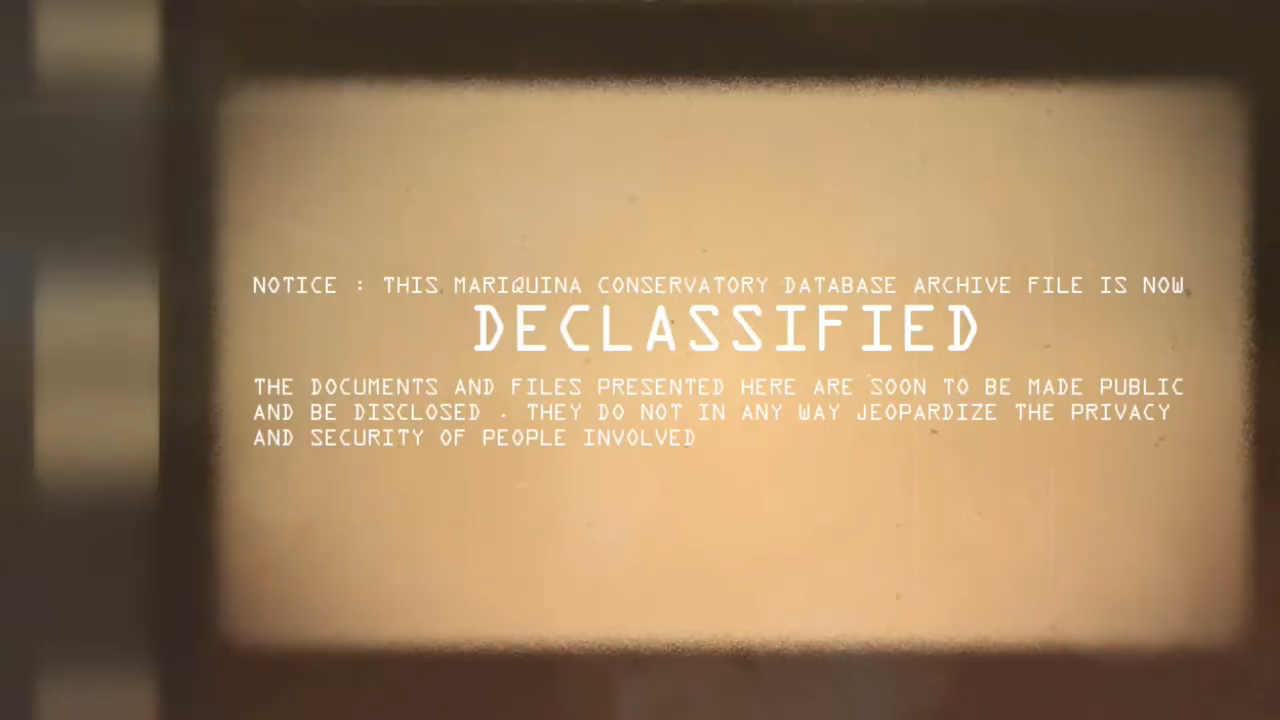 NOTICE : THIS MARIQUINA CONSERVATORY DATABASE ARCHIVE FILE IS NOW
DECLASSIFIED
THE DOCUMENTS AND FILES PRESENTED HERE ARE SOON TO BE MADE PUBLIC
AND BE DISCLOSED . THEY DO NOT IN ANY WAY JEOPARDIZE THE PRIVACY
AND SECURITY OF PEOPLE INVOLVED